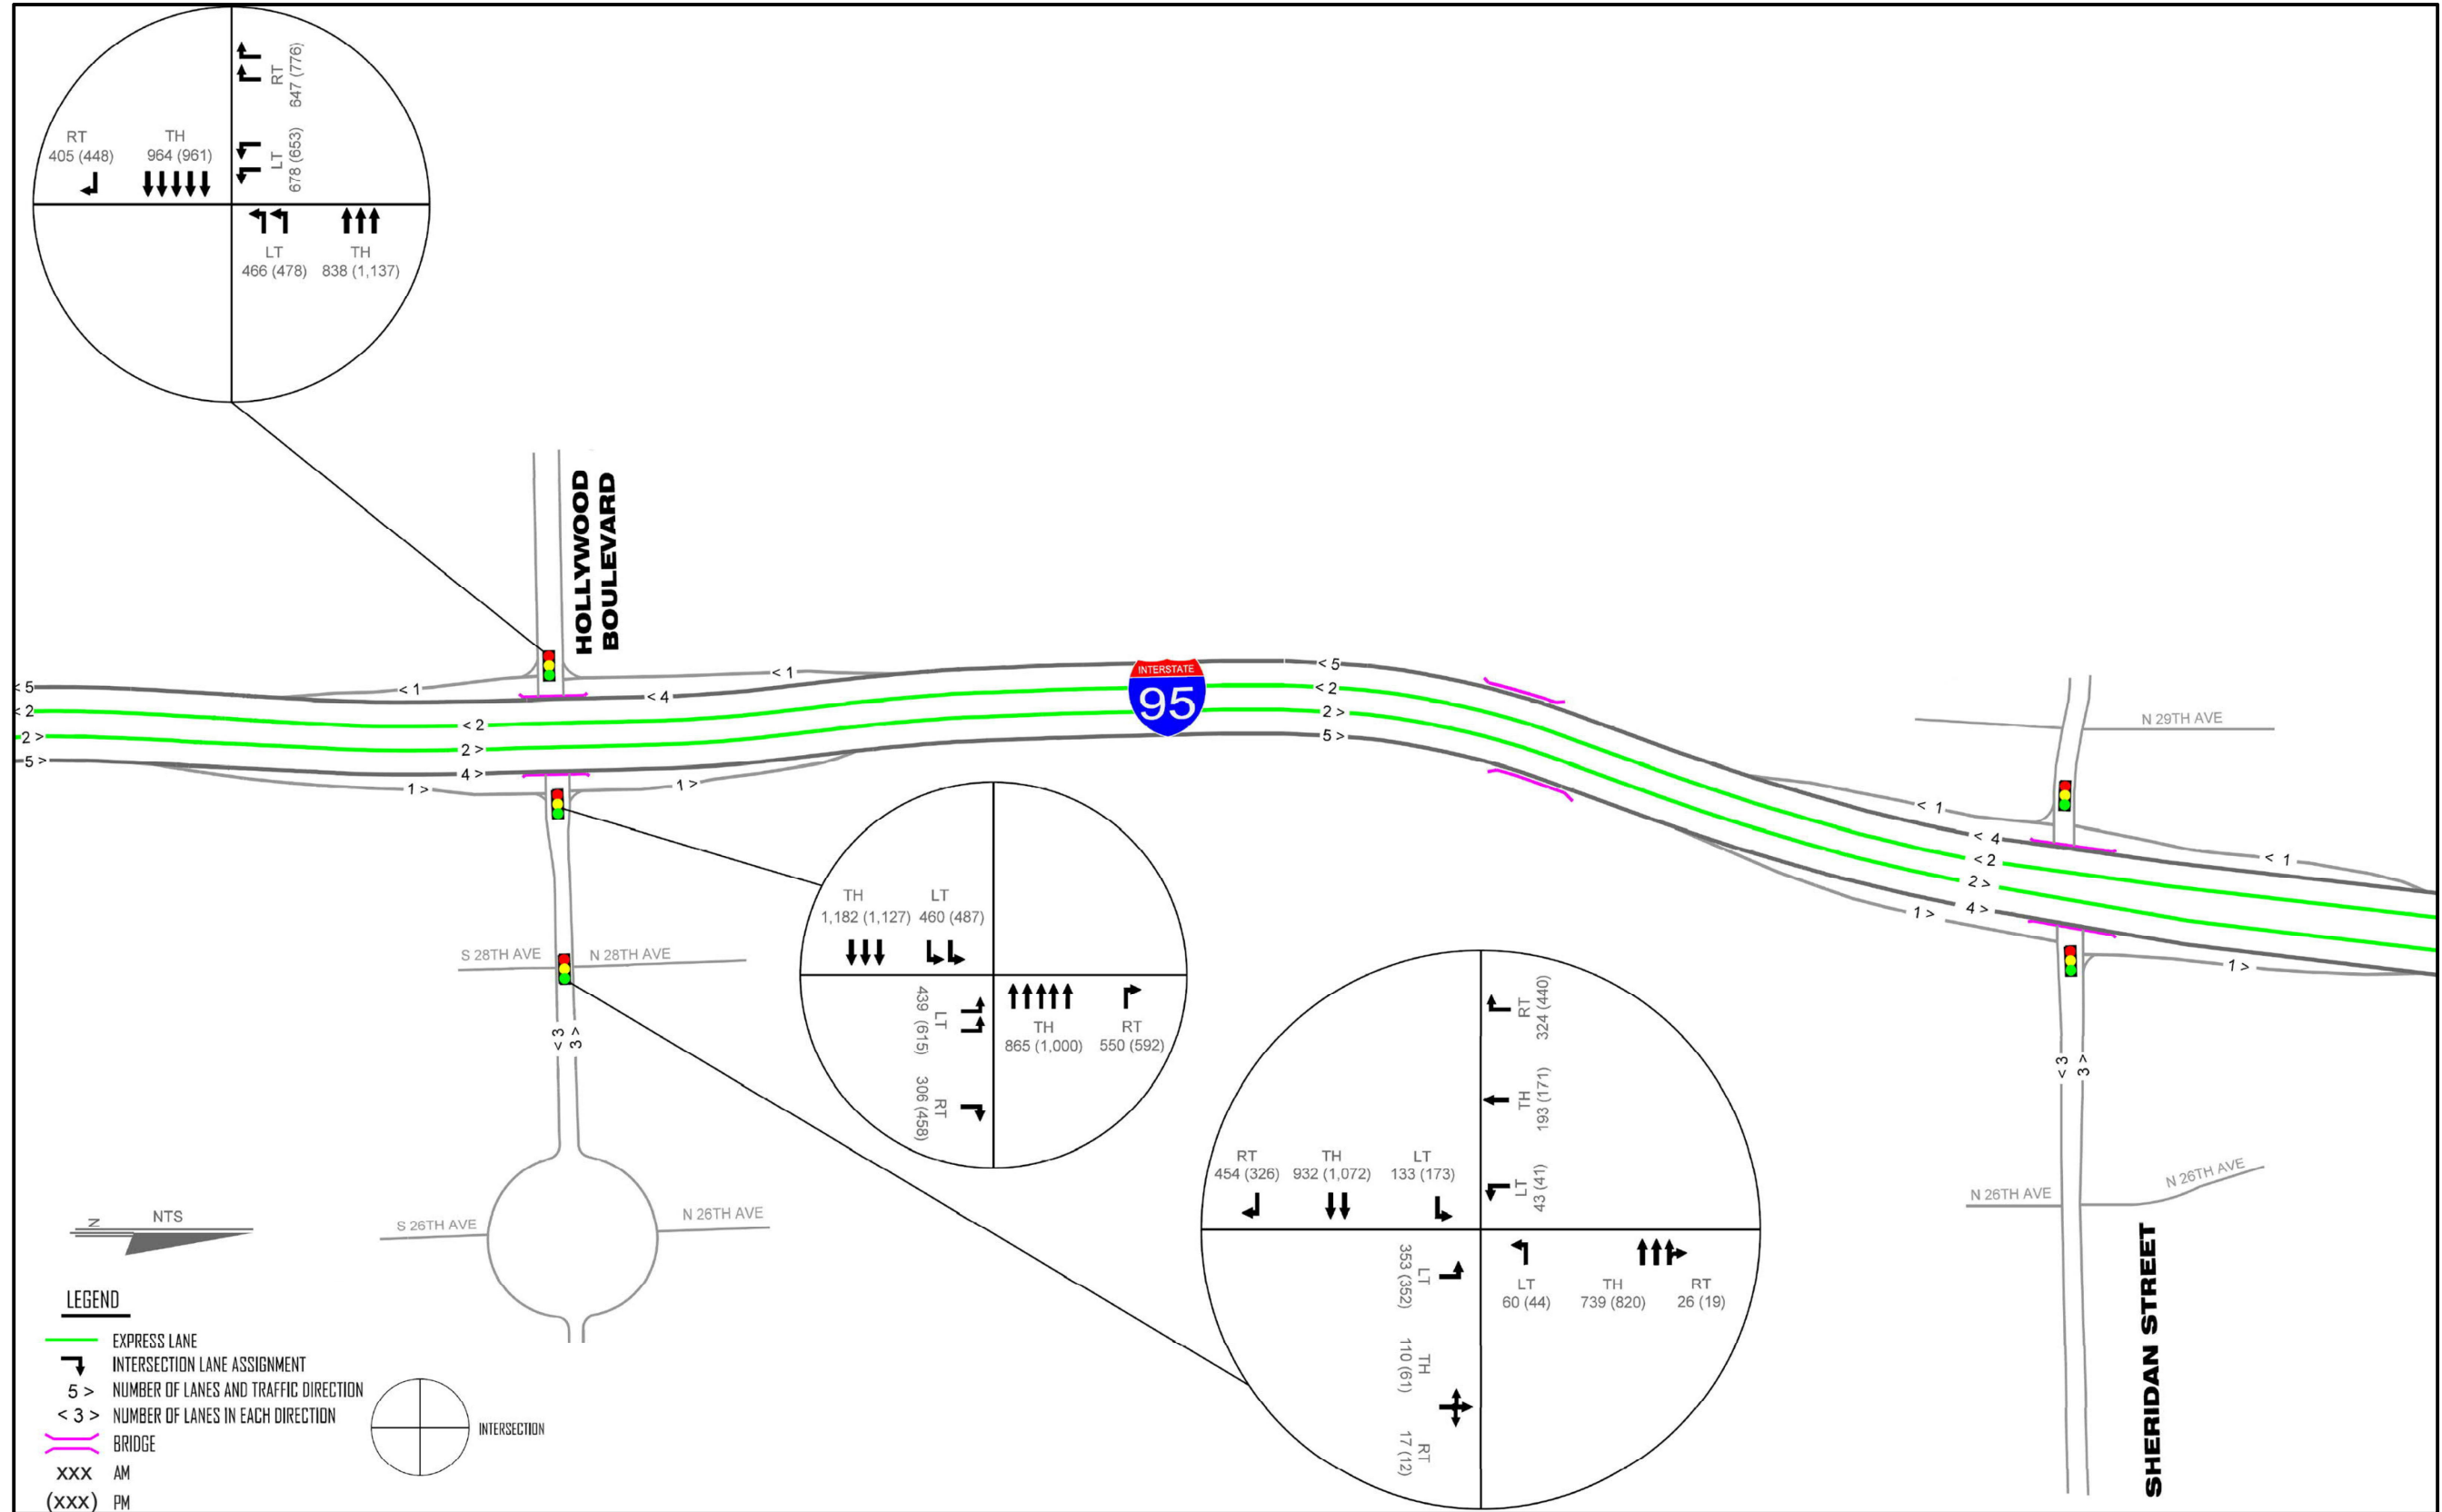 RT
647 (776)
LT
678 (653)
RT
405 (448)
TH
964 (961)
LT
466 (478)
TH
838 (1,137)
HOLLYWOOD
BOULEVARD
< 5
< 2
2 >
5 >
< 1
< 2
2 >
4 >
1 >
< 4
< 1
1 >
INTERSTATE
95
< 5
< 2
2 >
5 >
N 29TH AVE
< 1
< 4
< 2
2 >
4 >
1 >
< 1
1 >
TH
1,182 (1,127)
LT
460 (487)
LT
439 (615)
RT
306 (458)
TH
865 (1,000)
RT
550 (592)
S 28TH AVE
N 28TH AVE
< 3
3 >
S 26TH AVE
N 26TH AVE
RT
324 (440)
TH
193 (171)
LT
43 (41)
RT
454 (326)
TH
932 (1,072)
LT
133 (173)
LT
353 (352)
TH
110 (61)
RT
17 (12)
LT
60 (44)
TH
739 (820)
RT
26 (19)
< 3
3 >
N 26TH AVE
N 26TH AVE
SHERIDAN STREET
N
NTS
LEGEND
EXPRESS LANE
INTERSECTION LANE ASSIGNMENT
5 > NUMBER OF LANES AND TRAFFIC DIRECTION
< 3 > NUMBER OF LANES IN EACH DIRECTION
BRIDGE
XXX AM
(XXX) PM
INTERSECTION